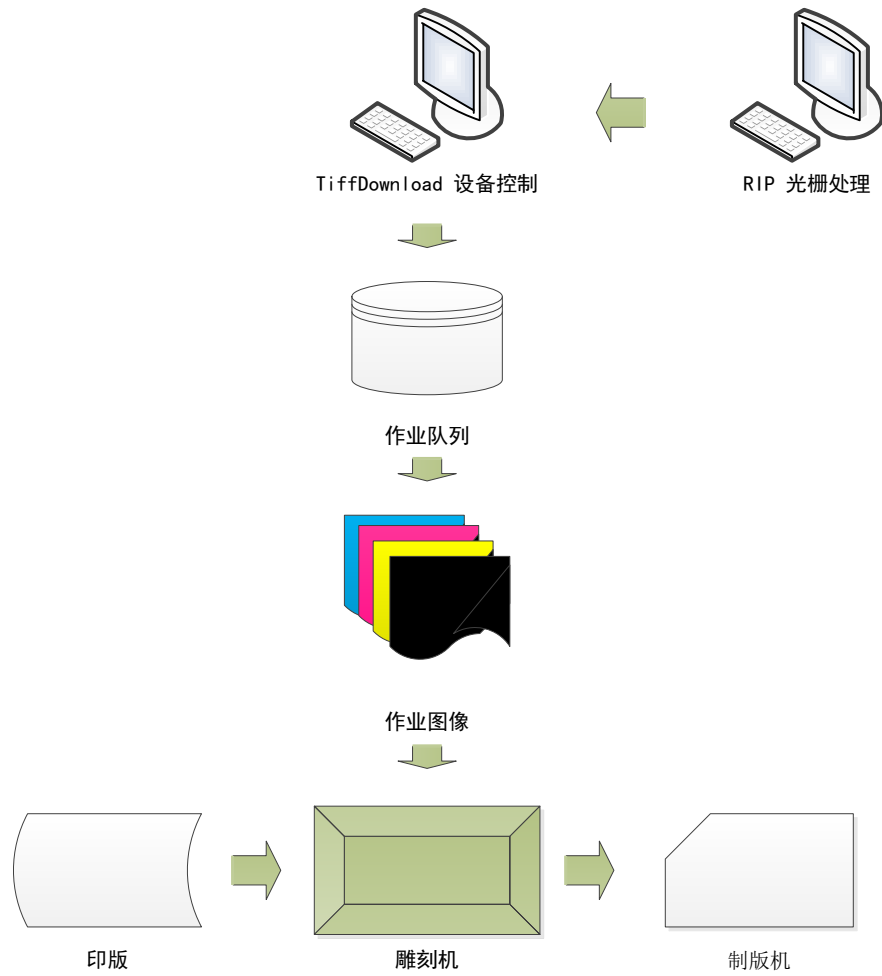 TiffDownload 设备控制
RIP 光栅处理
作业队列
作业图像
印版
雕刻机
制版机